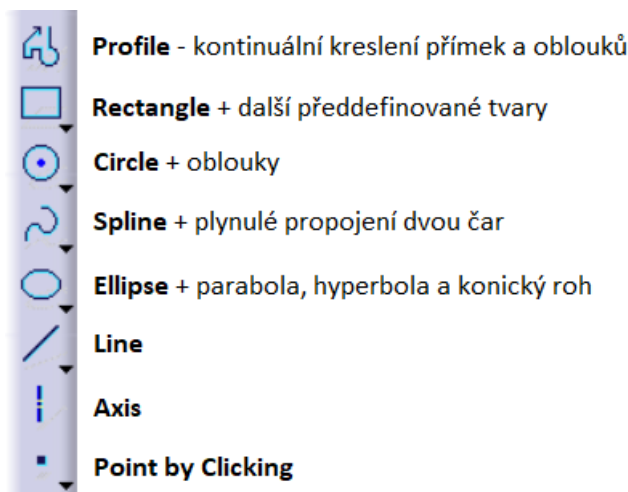 Profile - kontinuální kreslení přímek a oblouků
Rectangle + další předdefinované tvary
Circle + oblouky
Spline + plynulé propojení dvou čar
Ellipse + parabola, hyperbola a konický roh
Line
Axis
Point by Clicking